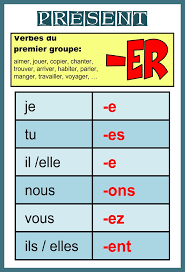 PRÉSENT
Verbes du
premier groupe:
aimer, jouer, copier, chanter,
trouver, arriver, habiter, parler,
manger, travailler, voyager, ...
-ER
je -e
tu -es
il /elle -e
nous -ons
vous -ez
ils / elles -ent